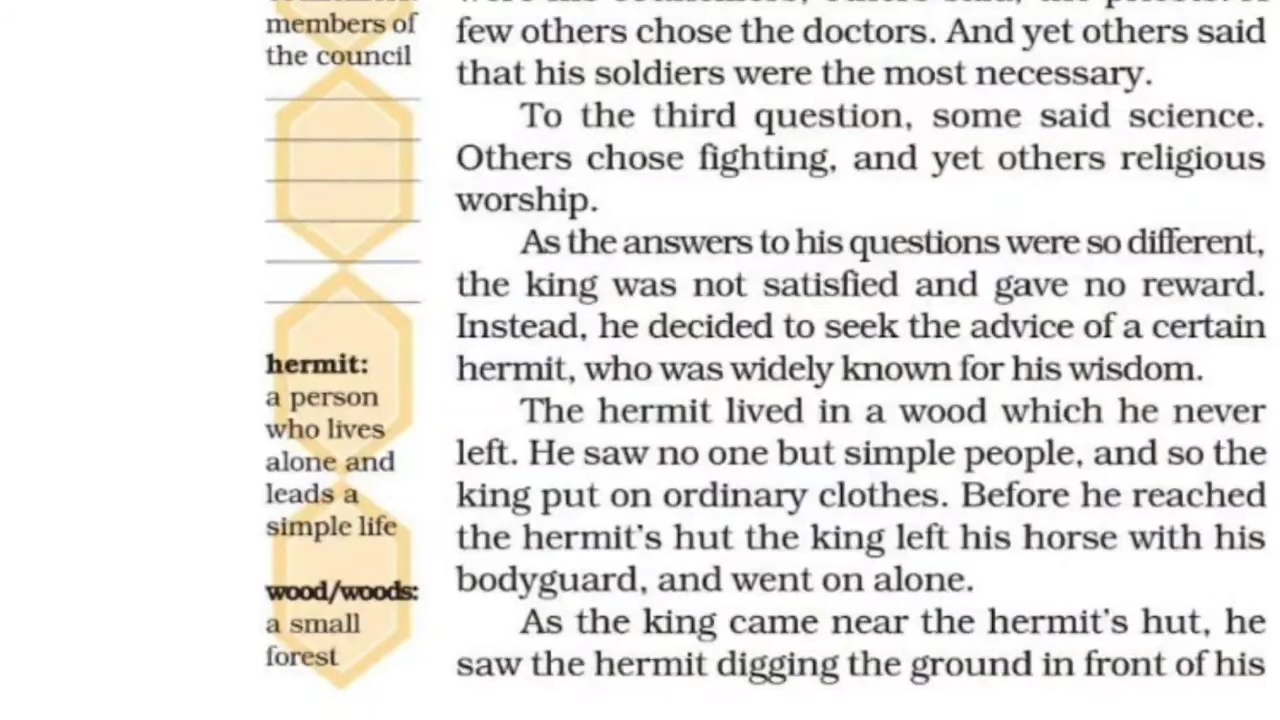 members of
the council
hermit:
a person
who lives
alone and
leads a
simple life
wood/woods:
a small
forest
few others chose the doctors. And yet others said
that his soldiers were the most necessary.
To the third question, some said science.
Others chose fighting, and yet others religious
worship.
As the answers to his questions were so different,
the king was not satisfied and gave no reward.
Instead, he decided to seek the advice of a certain
hermit, who was widely known for his wisdom.
The hermit lived in a wood which he never
left. He saw no one but simple people, and so the
king put on ordinary clothes. Before he reached
the hermit's hut the king left his horse with his
bodyguard, and went on alone.
As the king came near the hermit's hut, he
saw the hermit digging the ground in front of his